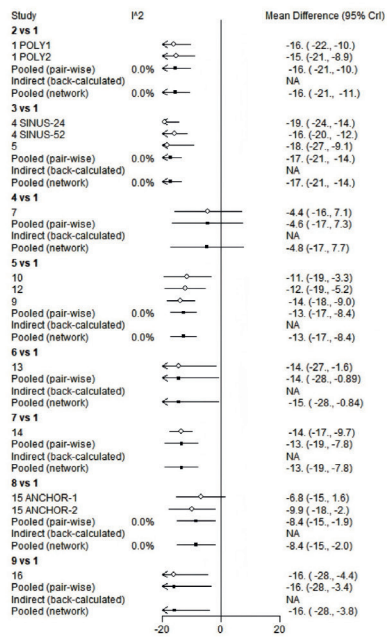 Study I^2 Mean Difference (95% CrI)
2 vs 1
1 POLY1 -16. (-22, -10.)
1 POLY2 -15. (-21, -8.9)
Pooled (pair-wise) 0.0% -16. (-21, -10.)
Indirect (back-calculated) NA
Pooled (network) 0.0% -16. (-21, -11.)
3 vs 1
4 SINUS-24 -19. (-24, -14.)
4 SINUS-52 -16. (-20, -12.)
5 -18. (-27, -9.1)
Pooled (pair-wise) 0.0% -17. (-21, -14.)
Indirect (back-calculated) NA
Pooled (network) 0.0% -17. (-21, -14.)
4 vs 1
7 -4.4 (-16, 7.1)
Pooled (pair-wise) -4.6 (-17, 7.3)
Indirect (back-calculated) NA
Pooled (network) -4.8 (-17, 7.7)
5 vs 1
10 -11. (-19., -3.3)
12 -12. (-19., -5.2)
9 -14. (-18., -9.0)
Pooled (pair-wise) 0.0% -13. (-17, -8.4)
Indirect (back-calculated) NA
Pooled (network) 0.0% -13. (-17, -8.4)
6 vs 1
13 -14. (-27, -1.6)
Pooled (pair-wise) -14. (-28, -0.89)
Indirect (back-calculated) NA
Pooled (network) -15. (-28, -0.84)
7 vs 1
14 -14. (-17, -9.7)
Pooled (pair-wise) -13. (-19, -7.8)
Indirect (back-calculated) NA
Pooled (network) -13. (-19, -7.8)
8 vs 1
15 ANCHOR-1 -6.8 (-15., 1.6)
15 ANCHOR-2 -9.9 (-18., -2.)
Pooled (pair-wise) 0.0% -8.4 (-15., -1.9)
Indirect (back-calculated) NA
Pooled (network) 0.0% -8.4 (-15., -2.0)
9 vs 1
16 -16. (-28, -4.4)
Pooled (pair-wise) -16. (-28, -3.4)
Indirect (back-calculated) NA
Pooled (network) -16. (-28, -3.8)
-20 0 20